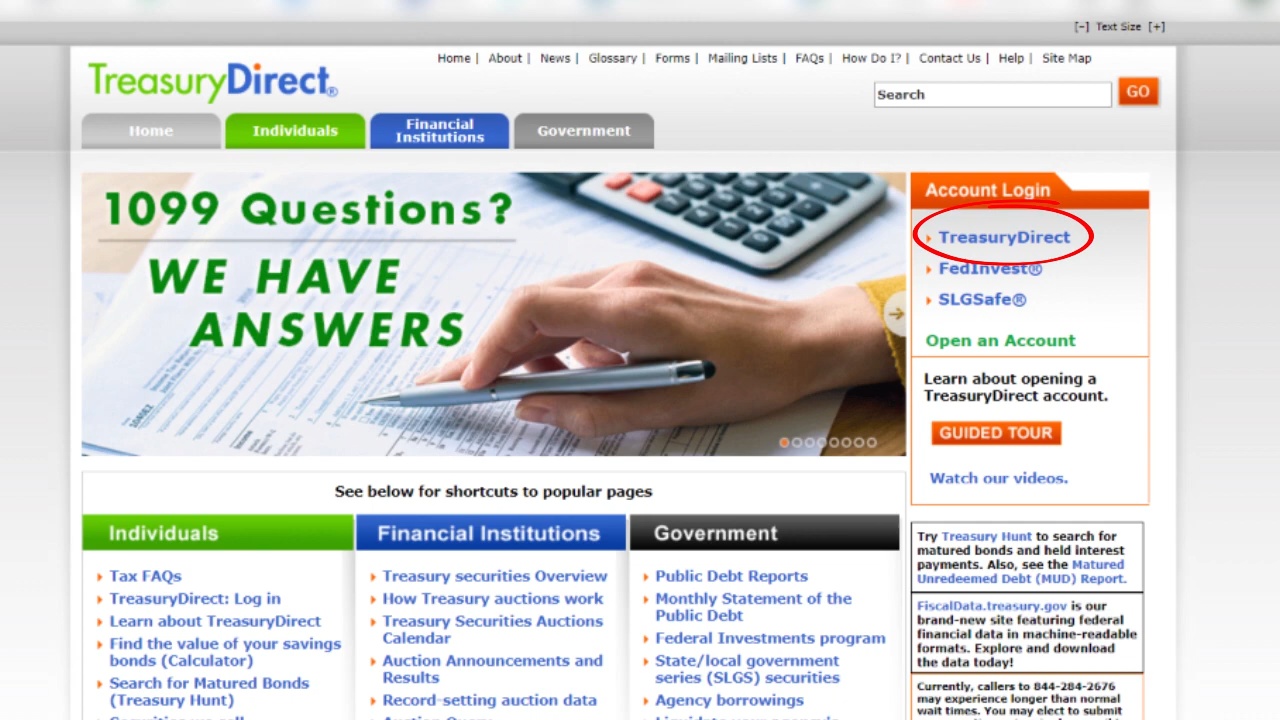 [-] Text Size [+]
TreasuryDirect®
Home | About | News | Glossary | Forms | Mailing Lists | FAQs | How Do I? | Contact Us | Help | Site Map
Search
GO
Home
Individuals
Financial
Institutions
Government
1099 Questions?
WE HAVE
ANSWERS
Account Login
TreasuryDirect
FedInvest®
SLGSafe®
Open an Account
Learn about opening a
TreasuryDirect account.
GUIDED TOUR
Watch our videos.
See below for shortcuts to popular pages
Individuals
Tax FAQs
TreasuryDirect: Log in
Learn about TreasuryDirect
Find the value of your savings
bonds (Calculator)
Search for Matured Bonds
(Treasury Hunt)
Securities we sell
Financial Institutions
Treasury securities Overview
How Treasury auctions work
Treasury Securities Auctions
Calendar
Auction Announcements and
Results
Record-setting auction data
Auction Query
Government
Public Debt Reports
Monthly Statement of the
Public Debt
Federal Investments program
State/local government
series (SLGS) securities
Agency borrowings
Try Treasury Hunt to search for
matured bonds and held interest
payments. Also, see the Matured
Unredeemed Debt (MUD) Report.
FiscalData.treasury.gov is our
brand-new site featuring federal
financial data in machine-readable
formats. Explore and download
the data today!
Currently, callers to 844-284-2676
may experience longer than normal
wait times. You may elect to submit